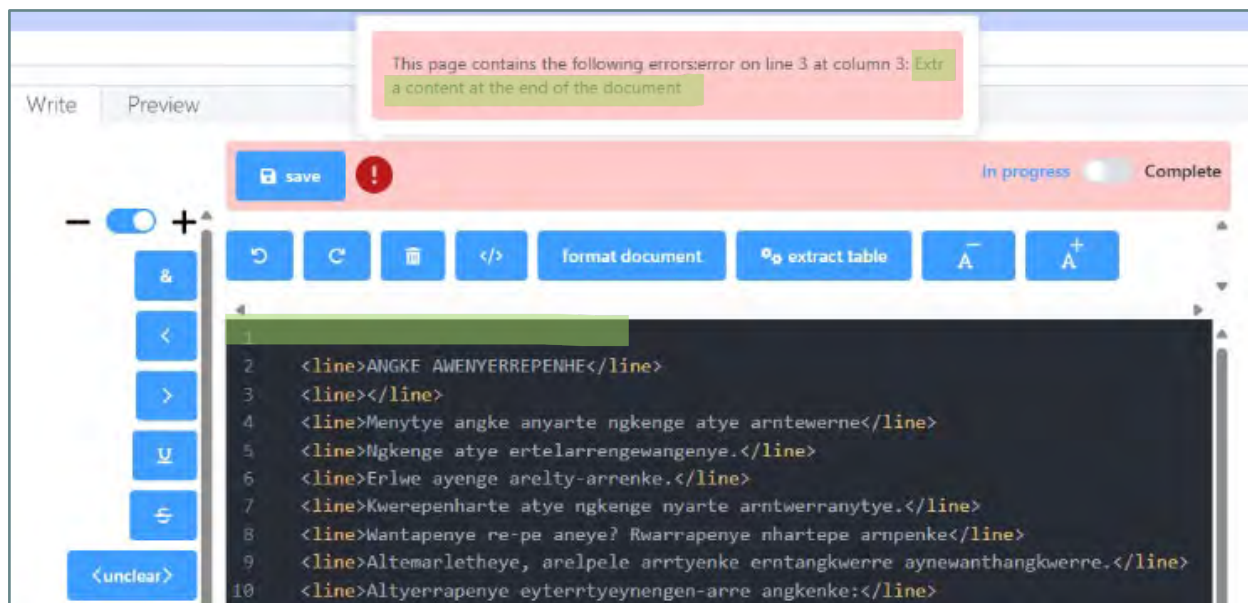 This page contains the following errors:error on line 3 at column 3: Extr
a content at the end of the document
Write Preview
save ! In progress Complete
− +
& format document extract table A− A+
</>
<
>
U
S
<unclear>
1
2 <line>ANGKE AWENYERREPENHE</line>
3 <line></line>
4 <line>Menytye angke anyarte ngkenge atye arntewerne</line>
5 <line>Ngkenge atye ertelarrengewangenye.</line>
6 <line>Erlwe ayenge arelty-arrenke.</line>
7 <line>Kwerepenharte atye ngkenge nyarte arntwerranytye.</line>
8 <line>Wantapenye re-pe aneye? Rwarrapenye nhartepe arnpenke</line>
9 <line>Altemarletheye, arelpele arrtyenke erntangkwerre aynewanthangkwerre.</line>
10 <line>Altyerrapenye eyterrtyeynengen-arre angkenke:</line>